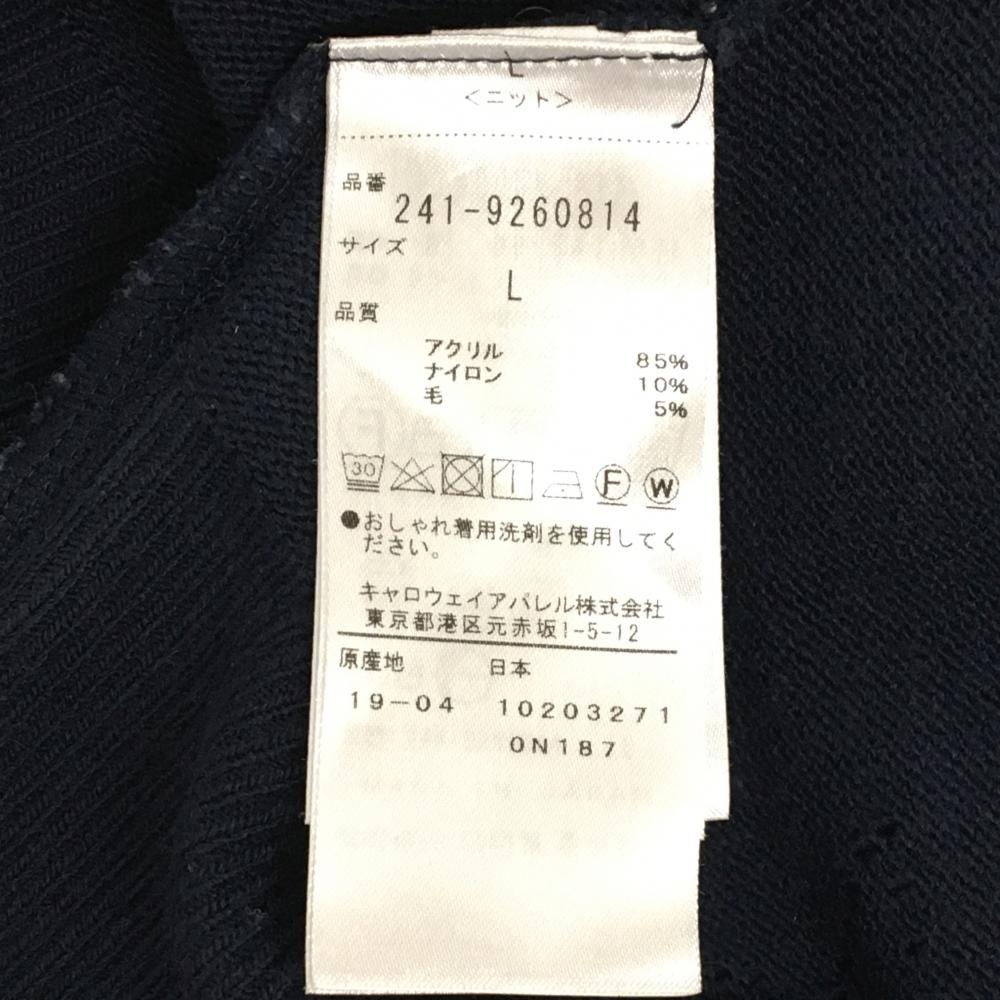 L
<ニット>
品番
241-9260814
サイズ
L
品質
アクリル 85%
ナイロン 10%
毛 5%
30 F W
●おしゃれ着用洗剤を使用してく
ださい。
キャロウェイアパレル株式会社
東京都港区元赤坂1-5-12
原産地 日本
19-04 10203271
0N187